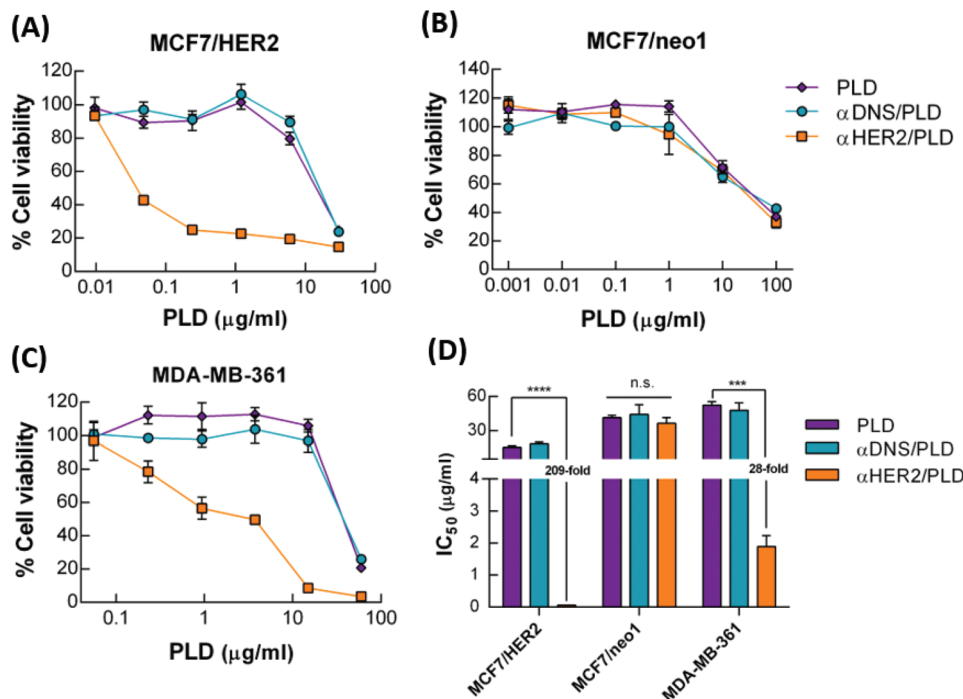 (A)
MCF7/HER2
% Cell viability
120
100
80
60
40
20
0
0.01 0.1 1 10 100
PLD (μg/ml)
(B)
MCF7/neo1
% Cell viability
140
120
100
80
60
40
20
0
0.001 0.01 0.1 1 10 100
PLD (μg/ml)
PLD
αDNS/PLD
αHER2/PLD
(C)
MDA-MB-361
% Cell viability
120
100
80
60
40
20
0
0.1 1 10 100
PLD (μg/ml)
(D)
IC50 (μg/ml)
60
30
4
3
2
1
0
****
n.s.
***
209-fold
28-fold
MCF7/HER2
MCF7/neo1
MDA-MB-361
PLD
αDNS/PLD
αHER2/PLD